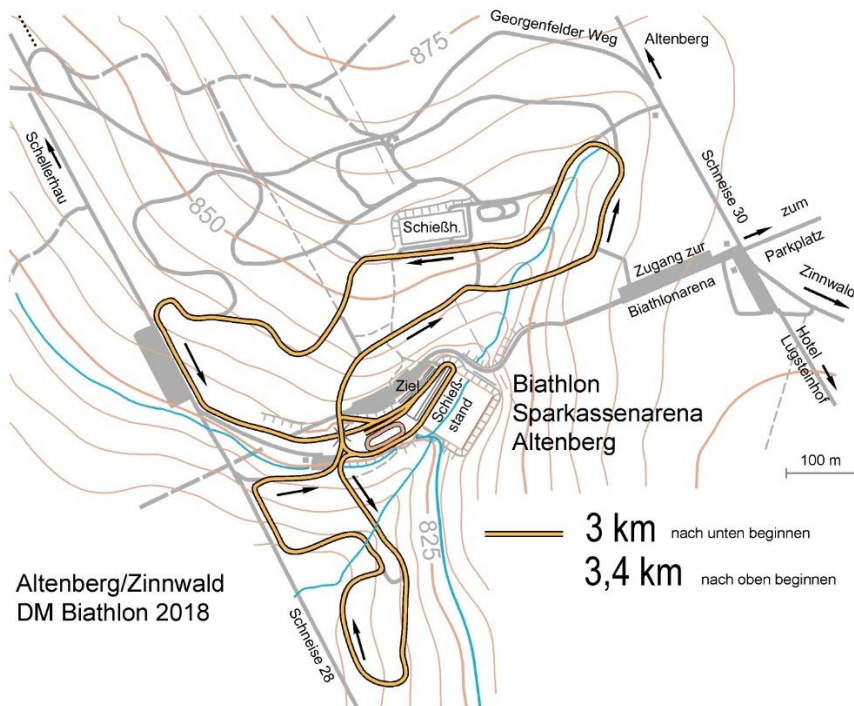 Georgenfelder Weg
Altenberg
875
Schellerhau
Schneise 30
850
Schießh.
zum
Parkplatz
Zugang zur
Biathlonarena
Zinnwald
Hotel
Lugsteinhof
Ziel
Schieß-
stand
Biathlon
Sparkassenarena
Altenberg
100 m
825
3 km nach unten beginnen
3,4 km nach oben beginnen
Altenberg/Zinnwald
DM Biathlon 2018
Schneise 28